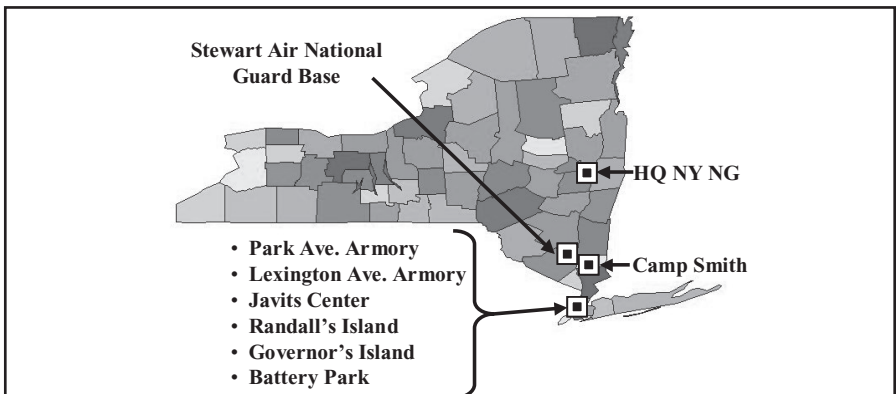 Stewart Air National
Guard Base
HQ NY NG
Camp Smith
• Park Ave. Armory
• Lexington Ave. Armory
• Javits Center
• Randall’s Island
• Governor’s Island
• Battery Park